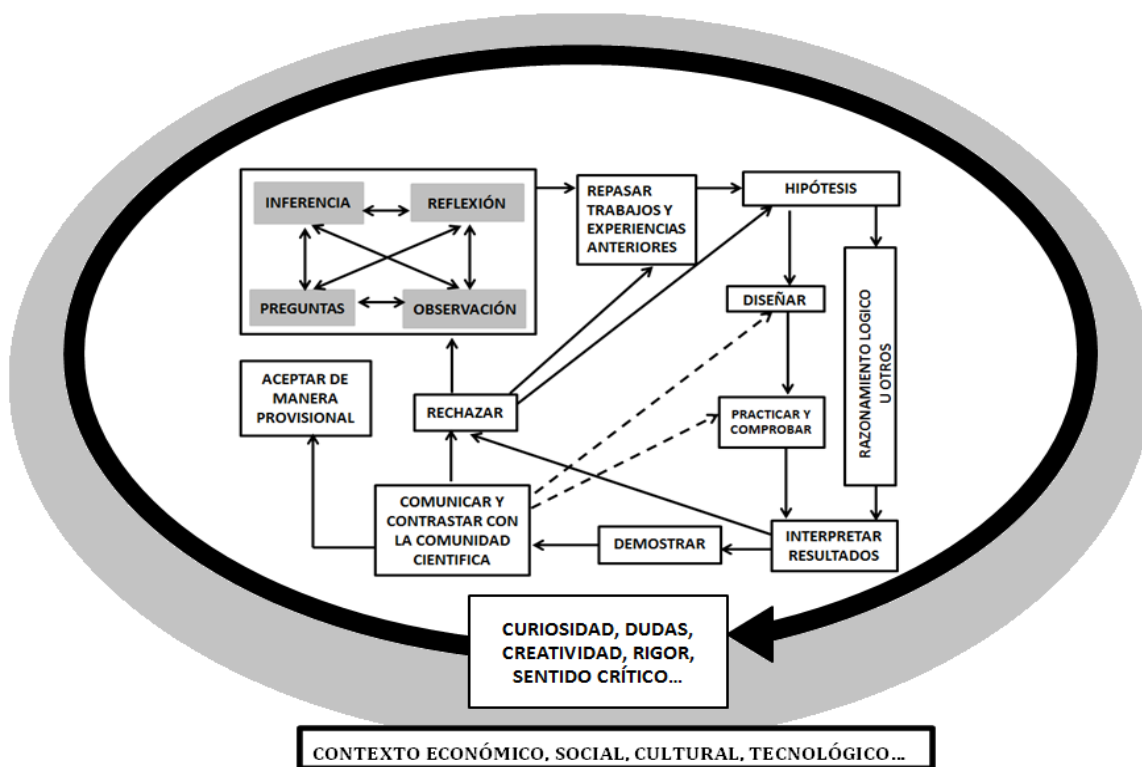 INFERENCIA
REFLEXIÓN
PREGUNTAS
OBSERVACIÓN
REPASAR
TRABAJOS Y
EXPERIENCIAS
ANTERIORES
HIPÓTESIS
DISEÑAR
RAZONAMIENTO LOGICO
U OTROS
ACEPTAR DE
MANERA
PROVISIONAL
RECHAZAR
PRACTICAR Y
COMPROBAR
COMUNICAR Y
CONTRASTAR CON
LA COMUNIDAD
CIENTIFICA
DEMOSTRAR
INTERPRETAR
RESULTADOS
CURIOSIDAD, DUDAS,
CREATIVIDAD, RIGOR,
SENTIDO CRÍTICO...
CONTEXTO ECONÓMICO, SOCIAL, CULTURAL, TECNOLÓGICO...